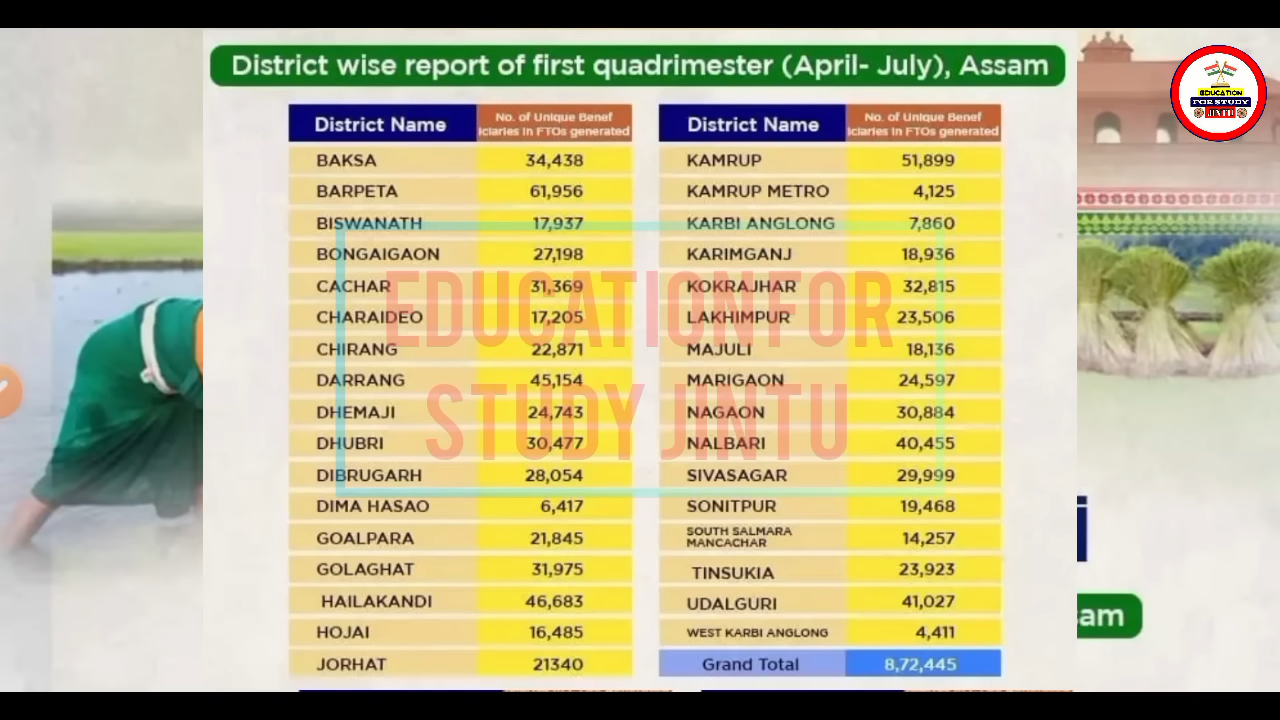 District wise report of first quadrimester (April- July), Assam
District Name
No. of Unique Benef
iciaries in FTOs generated
BAKSA 34,438
BARPETA 61,956
BISWANATH 17,937
BONGAIGAON 27,198
CACHAR 31,369
CHARAIDEO 17,205
CHIRANG 22,871
DARRANG 45,154
DHEMAJI 24,743
DHUBRI 30,477
DIBRUGARH 28,054
DIMA HASAO 6,417
GOALPARA 21,845
GOLAGHAT 31,975
HAILAKANDI 46,683
HOJAI 16,485
JORHAT 21340
District Name
No. of Unique Benef
iciaries in FTOs generated
KAMRUP 51,899
KAMRUP METRO 4,125
KARBI ANGLONG 7,860
KARIMGANJ 18,936
KOKRAJHAR 32,815
LAKHIMPUR 23,506
MAJULI 18,136
MARIGAON 24,597
NAGAON 30,884
NALBARI 40,455
SIVASAGAR 29,999
SONITPUR 19,468
SOUTH SALMARA
MANCACHAR 14,257
TINSUKIA 23,923
UDALGURI 41,027
WEST KARBI ANGLONG 4,411
Grand Total 8,72,445
EDUCATION FOR
STUDY JINTU
EDUCATION
FOR STUDY
JINTU
sam